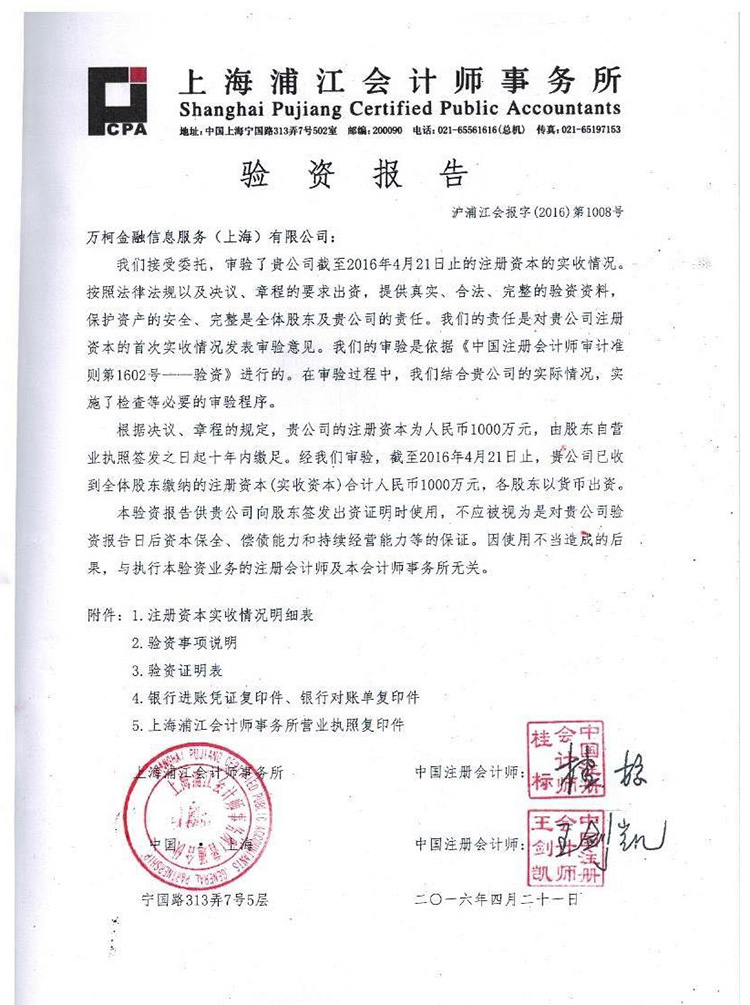 CPA
上海浦江会计师事务所
Shanghai Pujiang Certified Public Accountants
地址:中国上海宁国路313弄7号502室 邮编:200090 电话:021-65561616(总机) 传真:021-65197153
验资报告
沪浦江会报字(2016)第1008号
万柯金融信息服务（上海）有限公司：
我们接受委托，审验了贵公司截至2016年4月21日止的注册资本的实收情况。
按照法律法规以及决议、章程的要求出资，提供真实、合法、完整的验资资料，
保护资产的安全、完整是全体股东及贵公司的责任。我们的责任是对贵公司注册
资本的首次实收情况发表审验意见。我们的审验是依据《中国注册会计师审计准
则第1602号——验资》进行的。在审验过程中，我们结合贵公司的实际情况，实
施了检查等必要的审验程序。
根据决议、章程的规定，贵公司的注册资本为人民币1000万元，由股东自营
业执照签发之日起十年内缴足。经我们审验，截至2016年4月21日止，贵公司已收
到全体股东缴纳的注册资本(实收资本)合计人民币1000万元，各股东以货币出资。
本验资报告供贵公司向股东签发出资证明时使用，不应被视为是对贵公司验
资报告日后资本保全、偿债能力和持续经营能力等的保证。因使用不当造成的后
果，与执行本验资业务的注册会计师及本会计师事务所无关。
附件：1.注册资本实收情况明细表
2.验资事项说明
3.验资证明表
4.银行进账凭证复印件、银行对账单复印件
5.上海浦江会计师事务所营业执照复印件
上海浦江会计师事务所
中国注册会计师：
中国注册会计师桂标
SHANGHAI PUJIANG CERTIFIED PUBLIC ACCOUNTANTS GENERAL PARTNERSHIP
上海浦江会计师事务所普通合伙
中国·上海
中国注册会计师：
中国注册会计师王剑凯
王剑凯
宁国路313弄7号5层
二〇一六年四月二十一日